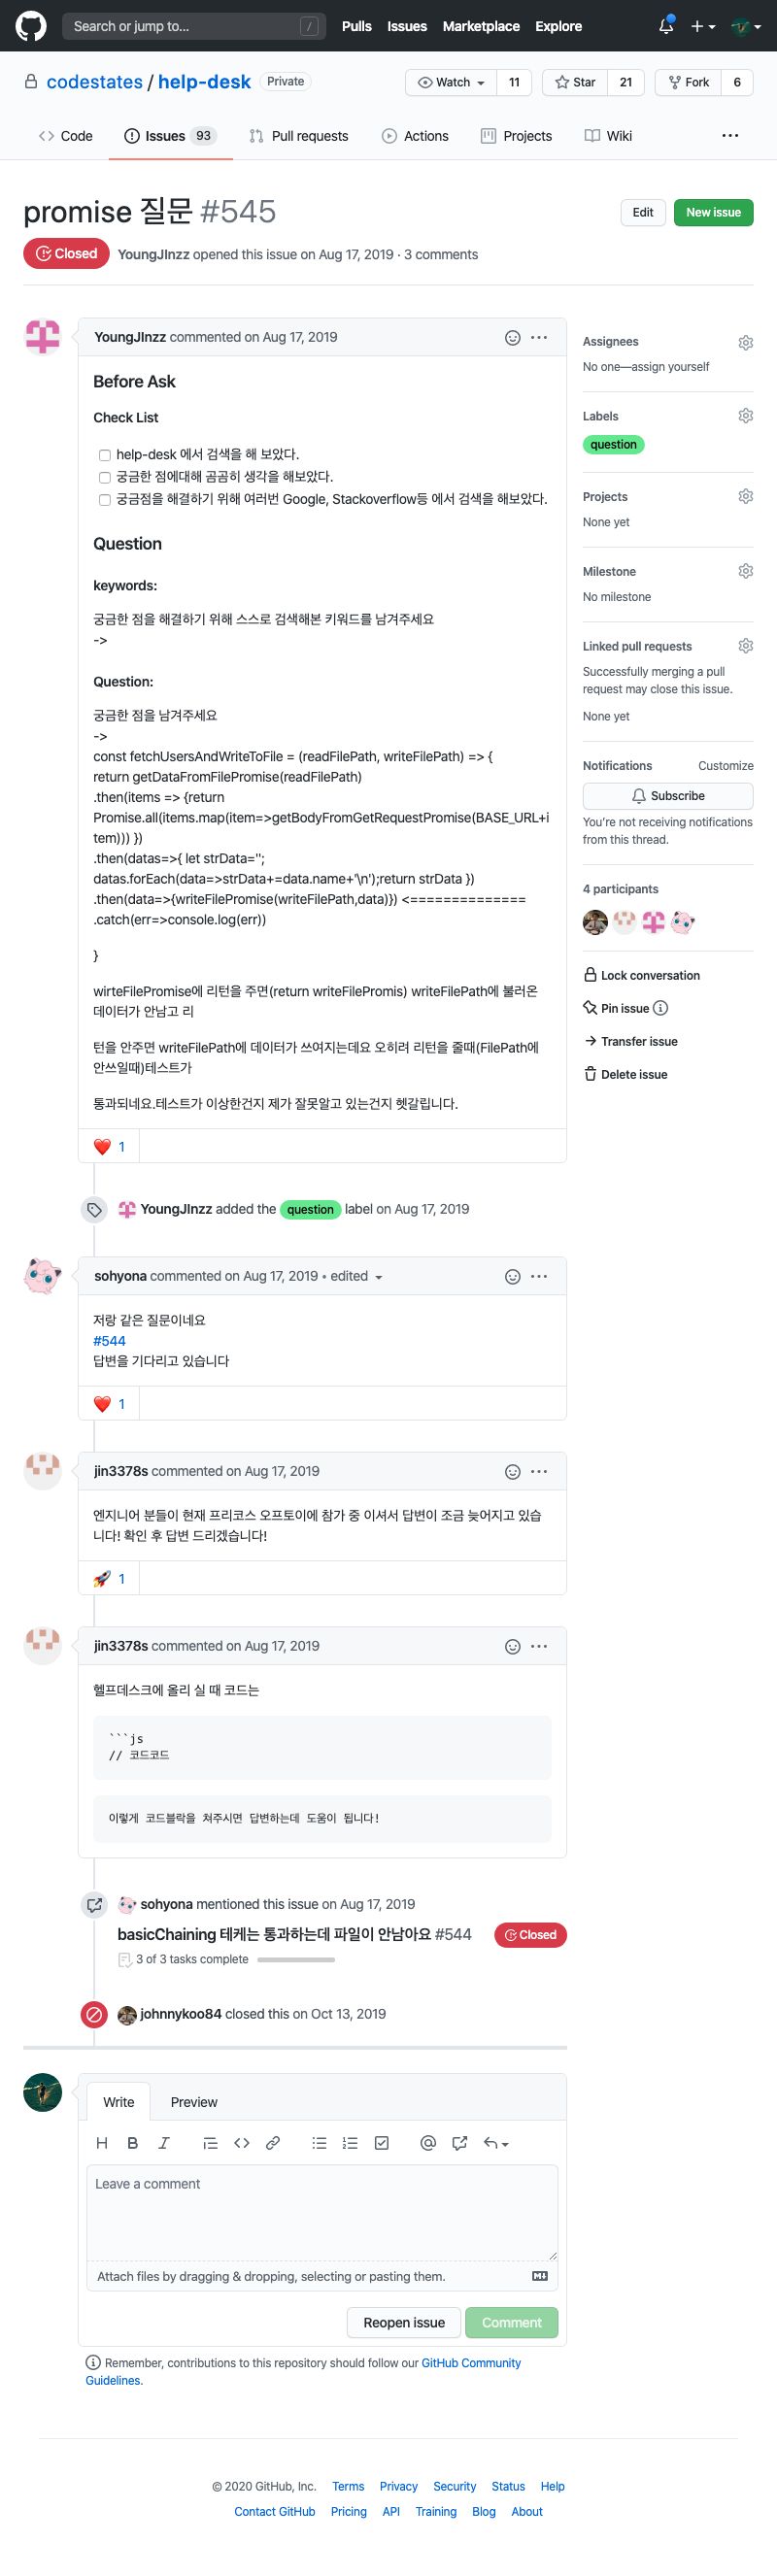 Search or jump to... /
Pulls Issues Marketplace Explore
codestates / help-desk Private
Watch 11 Star 21 Fork 6
Code Issues 93 Pull requests Actions Projects Wiki ...
promise 질문 #545
Edit New issue
Closed YoungJInzz opened this issue on Aug 17, 2019 · 3 comments
YoungJInzz commented on Aug 17, 2019
Before Ask
Check List
help-desk 에서 검색을 해 보았다.
궁금한 점에대해 곰곰히 생각을 해보았다.
궁금점을 해결하기 위해 여러번 Google, Stackoverflow등 에서 검색을 해보았다.
Question
keywords:
궁금한 점을 해결하기 위해 스스로 검색해본 키워드를 남겨주세요
->
Question:
궁금한 점을 남겨주세요
->
const fetchUsersAndWriteToFile = (readFilePath, writeFilePath) => {
return getDataFromFilePromise(readFilePath)
.then(items => {return
Promise.all(items.map(item=>getBodyFromGetRequestPromise(BASE_URL+i
tem))) })
.then(datas=>{ let strData='';
datas.forEach(data=>strData+=data.name+'\n');return strData })
.then(data=>{writeFilePromise(writeFilePath,data)}) <==============
.catch(err=>console.log(err))
}
wirteFilePromise에 리턴을 주면(return writeFilePromis) writeFilePath에 불러온
데이터가 안남고 리
턴을 안주면 writeFilePath에 데이터가 쓰여지는데요 오히려 리턴을 줄때(FilePath에
안쓰일때)테스트가
통과되네요.테스트가 이상한건지 제가 잘못알고 있는건지 헷갈립니다.
❤️ 1
Assignees
No one—assign yourself
Labels
question
Projects
None yet
Milestone
No milestone
Linked pull requests
Successfully merging a pull
request may close this issue.
None yet
Notifications Customize
Subscribe
You're not receiving notifications
from this thread.
4 participants
Lock conversation
Pin issue
Transfer issue
Delete issue
YoungJInzz added the question label on Aug 17, 2019
sohyona commented on Aug 17, 2019 • edited
저랑 같은 질문이네요
#544
답변을 기다리고 있습니다
❤️ 1
jin3378s commented on Aug 17, 2019
엔지니어 분들이 현재 프리코스 오프토이에 참가 중 이셔서 답변이 조금 늦어지고 있습
니다! 확인 후 답변 드리겠습니다!
🚀 1
jin3378s commented on Aug 17, 2019
헬프데스크에 올리 실 때 코드는
```js
// 코드코드
이렇게 코드블락을 쳐주시면 답변하는데 도움이 됩니다!
sohyona mentioned this issue on Aug 17, 2019
basicChaining 테케는 통과하는데 파일이 안남아요 #544
Closed
3 of 3 tasks complete
johnnykoo84 closed this on Oct 13, 2019
Write Preview
H B I @
Leave a comment
Attach files by dragging & dropping, selecting or pasting them.
Reopen issue Comment
Remember, contributions to this repository should follow our GitHub Community
Guidelines.
© 2020 GitHub, Inc. Terms Privacy Security Status Help
Contact GitHub Pricing API Training Blog About